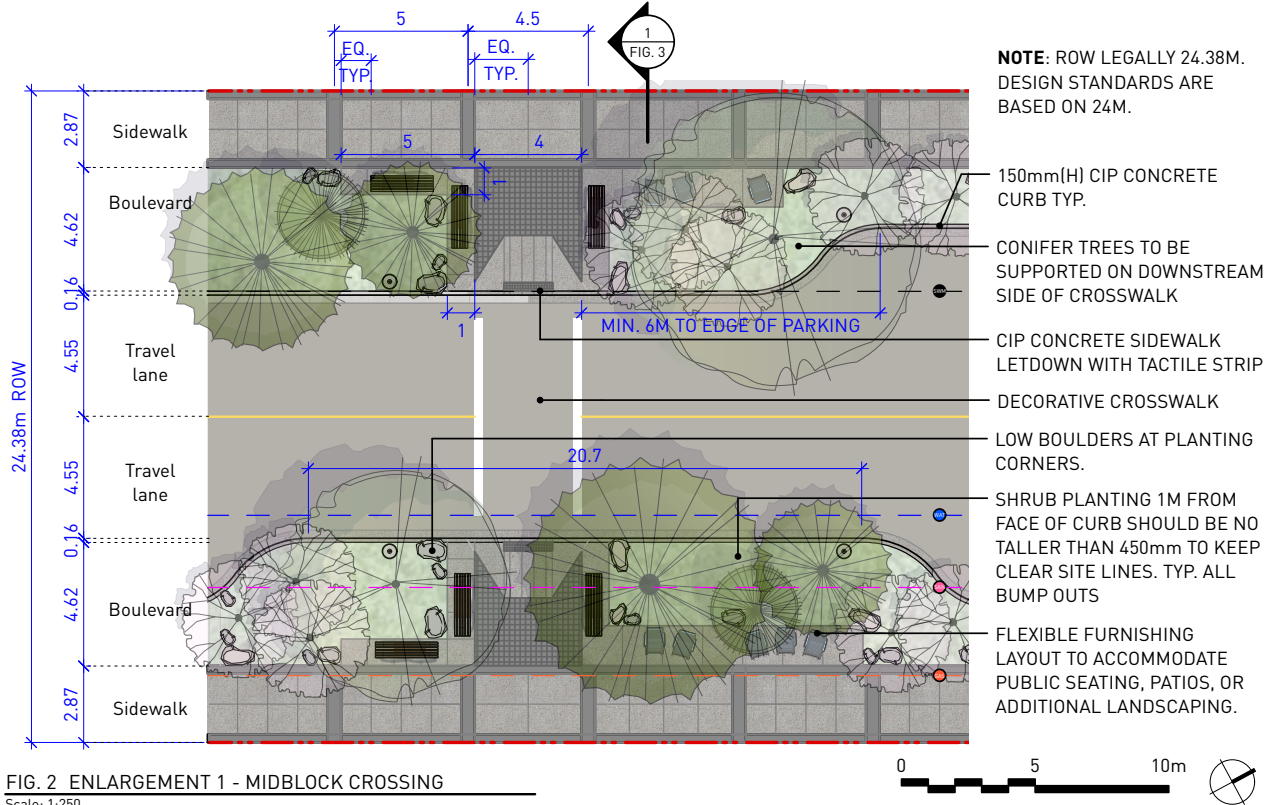 5
4.5
EQ.
TYP.
EQ.
TYP.
1
FIG. 3
NOTE: ROW LEGALLY 24.38M.
DESIGN STANDARDS ARE
BASED ON 24M.
24.38m ROW
2.87
4.62
0.16
4.55
4.55
0.16
4.62
2.87
Sidewalk
Boulevard
Travel
lane
Travel
lane
Boulevard
Sidewalk
5
4
1
1
MIN. 6M TO EDGE OF PARKING
20.7
SWM
WAT
150mm(H) CIP CONCRETE
CURB TYP.
CONIFER TREES TO BE
SUPPORTED ON DOWNSTREAM
SIDE OF CROSSWALK
CIP CONCRETE SIDEWALK
LETDOWN WITH TACTILE STRIP
DECORATIVE CROSSWALK
LOW BOULDERS AT PLANTING
CORNERS.
SHRUB PLANTING 1M FROM
FACE OF CURB SHOULD BE NO
TALLER THAN 450mm TO KEEP
CLEAR SITE LINES. TYP. ALL
BUMP OUTS
FLEXIBLE FURNISHING
LAYOUT TO ACCOMMODATE
PUBLIC SEATING, PATIOS, OR
ADDITIONAL LANDSCAPING.
FIG. 2 ENLARGEMENT 1 - MIDBLOCK CROSSING
Scale: 1:250
0
5
10m